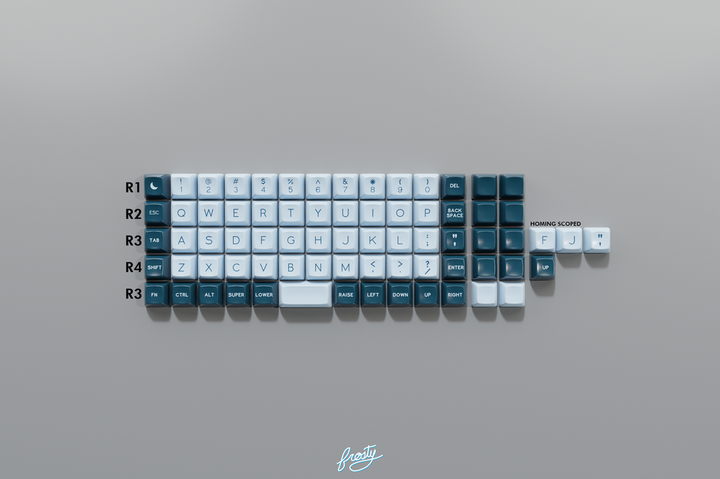 R1 ! 1 @ 2 # 3 $ 4 % 5 ^ 6 & 7 * 8 ( 9 ) 0 DEL
R2 ESC Q W E R T Y U I O P BACK SPACE
HOMING SCOPED
R3 TAB A S D F G H J K L : ; " ' F J " '
R4 SHIFT Z X C V B N M < , > . ? / ENTER UP
R3 FN CTRL ALT SUPER LOWER RAISE LEFT DOWN UP RIGHT
frosty